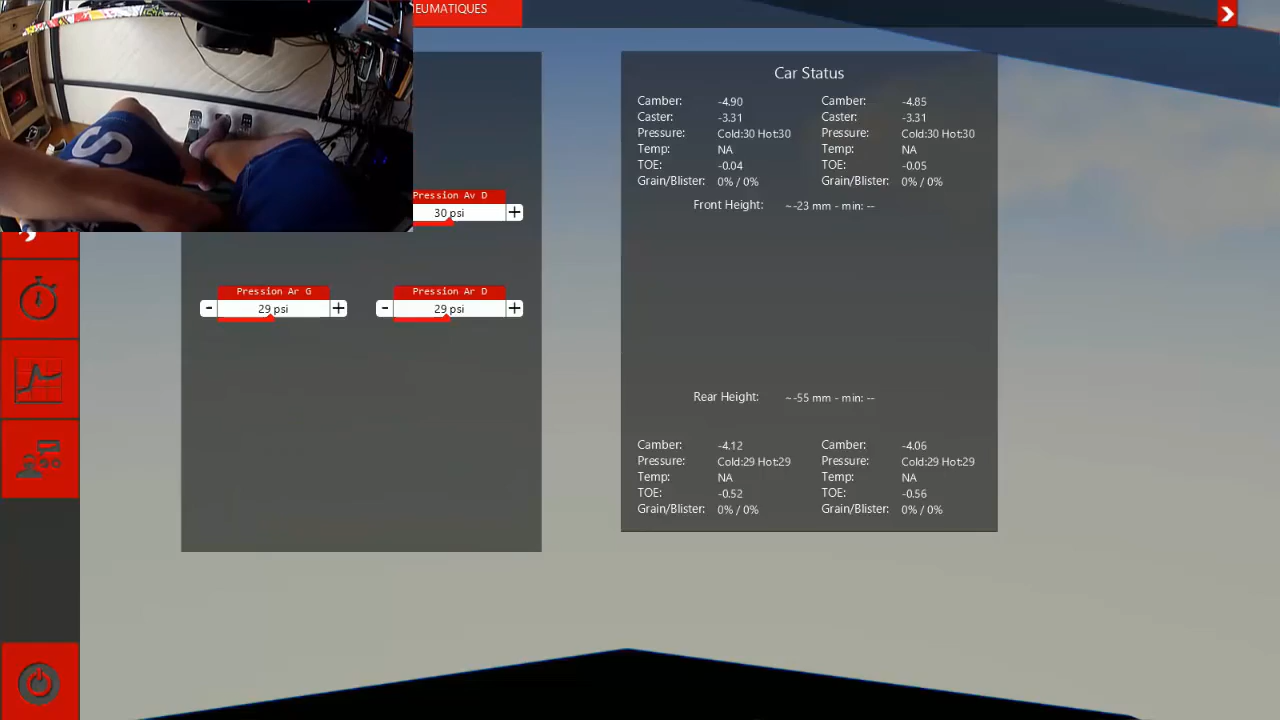 EUMATIQUES
Car Status
Camber: -4.90 Camber: -4.85
Caster: -3.31 Caster: -3.31
Pressure: Cold:30 Hot:30 Pressure: Cold:30 Hot:30
Temp: NA Temp: NA
TOE: -0.04 TOE: -0.05
Grain/Blister: 0% / 0% Grain/Blister: 0% / 0%
Front Height: ~-23 mm - min: --
Pression Av D
30 psi +
Pression Ar G Pression Ar D
- 29 psi + - 29 psi +
Rear Height: ~-55 mm - min: --
Camber: -4.12 Camber: -4.06
Pressure: Cold:29 Hot:29 Pressure: Cold:29 Hot:29
Temp: NA Temp: NA
TOE: -0.52 TOE: -0.56
Grain/Blister: 0% / 0% Grain/Blister: 0% / 0%
S